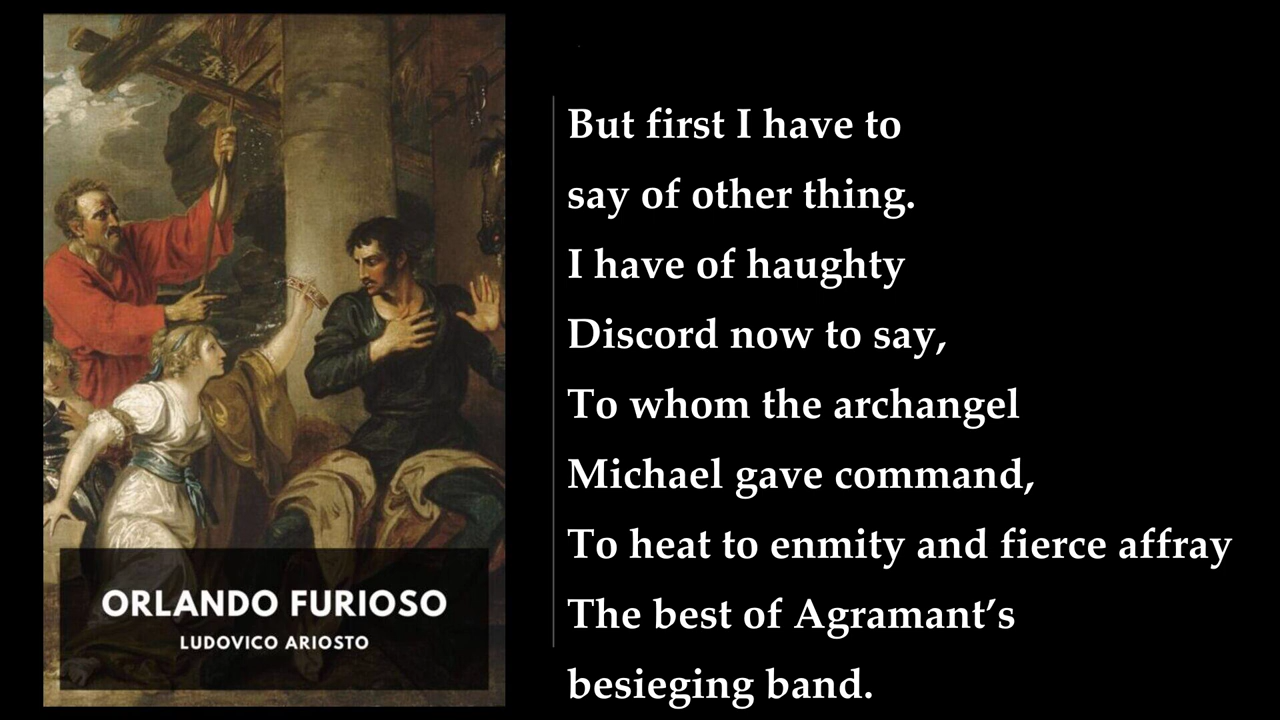 ORLANDO FURIOSO
LUDOVICO ARIOSTO
But first I have to
say of other thing.
I have of haughty
Discord now to say,
To whom the archangel
Michael gave command,
To heat to enmity and fierce affray
The best of Agramant’s
besieging band.